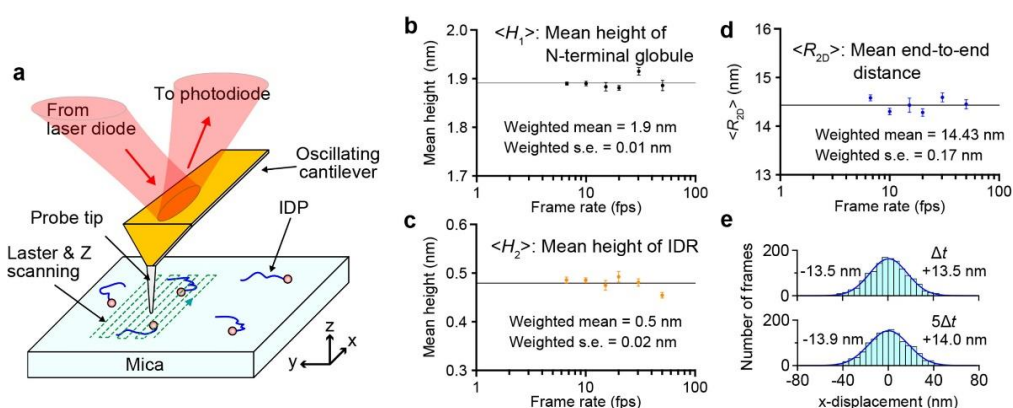 a
From
laser diode
To photodiode
Oscillating
cantilever
Probe tip
IDP
Laster & Z
scanning
Mica
z
x
y
b
<H1>: Mean height of
N-terminal globule
Mean height (nm)
2.0
1.9
1.8
1.7
Weighted mean = 1.9 nm
Weighted s.e. = 0.01 nm
1
10
100
Frame rate (fps)
c
<H2>: Mean height of IDR
Mean height (nm)
0.6
0.5
0.4
0.3
Weighted mean = 0.5 nm
Weighted s.e. = 0.02 nm
1
10
100
Frame rate (fps)
d
<R2D>: Mean end-to-end
distance
<R2D> (nm)
16
15
14
13
Weighted mean = 14.43 nm
Weighted s.e. = 0.17 nm
1
10
100
Frame rate (fps)
e
Number of frames
200
0
Δt
-13.5 nm
+13.5 nm
200
0
5Δt
-13.9 nm
+14.0 nm
-80
-40
0
40
80
x-displacement (nm)